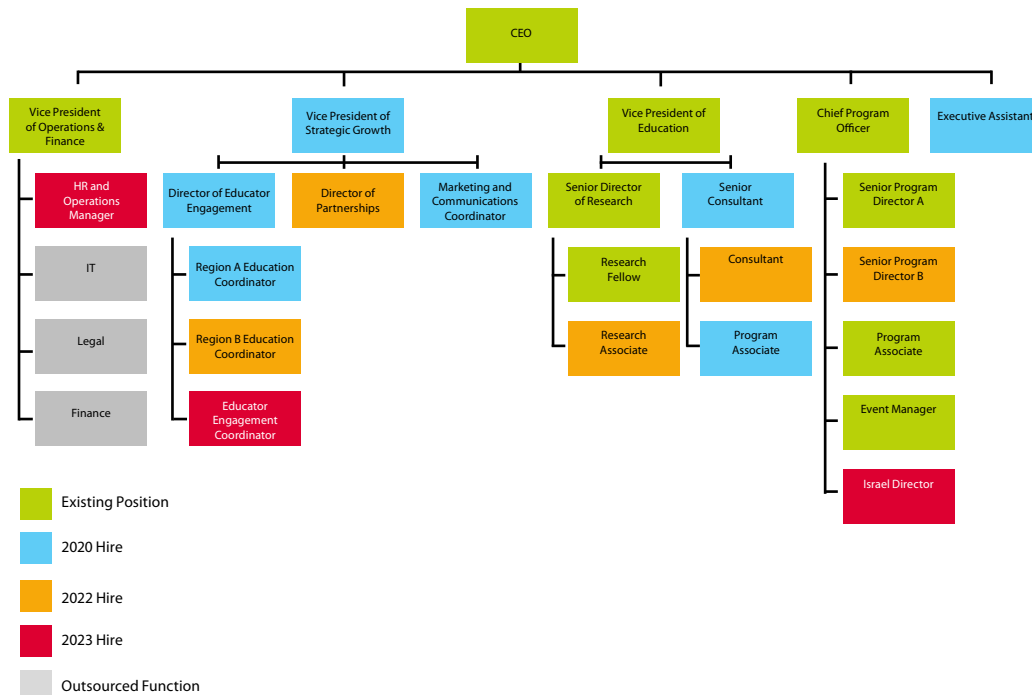 CEO
Vice President
of Operations &
Finance
Vice President of
Strategic Growth
Vice President
of Education
Chief Program
Officer
Executive Assistant
HR and
Operations
Manager
IT
Legal
Finance
Director of Educator
Engagement
Director of
Partnerships
Marketing and
Communications
Coordinator
Region A Education
Coordinator
Region B Education
Coordinator
Educator
Engagement
Coordinator
Senior Director
of Research
Senior
Consultant
Research
Fellow
Research
Associate
Consultant
Program
Associate
Senior Program
Director A
Senior Program
Director B
Program
Associate
Event Manager
Israel Director
Existing Position
2020 Hire
2022 Hire
2023 Hire
Outsourced Function